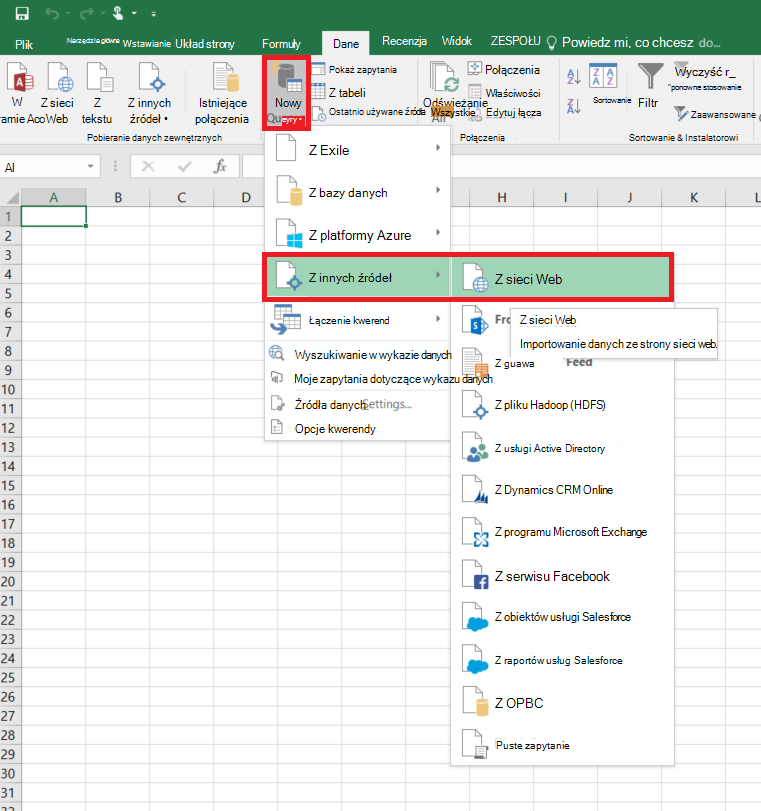 Plik Narzędzia główne Wstawianie Układ strony Formuły Dane Recenzja Widok ZESPOŁU Powiedz mi, co chcesz do...
W ramie Aco
Z sieci Web
Z tekstu
Z innych źródeł •
Istniejące połączenia
Nowy
Query •
Pokaż zapytania
Z tabeli
Ostatnio używane źródła
Odświeżanie Wszystkie
All
Połączenia
Właściwości
Edytuj łącza
Sortowanie
Filtr
Wyczyść r_
"ponowne stosowanie
Zaawansowane
Pobieranie danych zewnętrznych
Połączenia
Sortowanie & Instalatorowi
AI
fx
A B C D H I J K L
1
2
3
4
5
6
7
8
9
10
11
12
13
14
15
16
17
18
19
20
21
22
23
24
25
26
27
28
29
30
31
Z Exile
Z bazy danych
Z platformy Azure
Z innych źródeł
Łączenie kwerend
Wyszukiwanie w wykazie danych
Moje zapytania dotyczące wykazu danych
Źródła danych Settings...
Opcje kwerendy
Z sieci Web
Fro
Z sieci Web
Importowanie danych ze strony sieci web.
Z guawa Feed
Z pliku Hadoop (HDFS)
Z usługi Active Directory
Z Dynamics CRM Online
Z programu Microsoft Exchange
Z serwisu Facebook
Z obiektów usługi Salesforce
Z raportów usług Salesforce
Z OPBC
Puste zapytanie